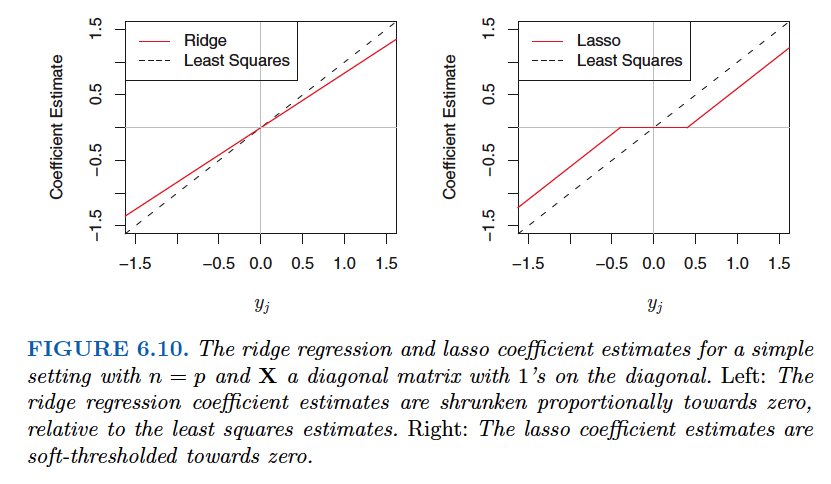 Coefficient Estimate
1.5
0.5
−0.5
−1.5
Ridge
Least Squares
−1.5
−0.5
0.0
0.5
1.0
1.5
yj
Coefficient Estimate
1.5
0.5
−0.5
−1.5
Lasso
Least Squares
−1.5
−0.5
0.0
0.5
1.0
1.5
yj
FIGURE 6.10. The ridge regression and lasso coefficient estimates for a simple
setting with n = p and X a diagonal matrix with 1's on the diagonal. Left: The
ridge regression coefficient estimates are shrunken proportionally towards zero,
relative to the least squares estimates. Right: The lasso coefficient estimates are
soft-thresholded towards zero.